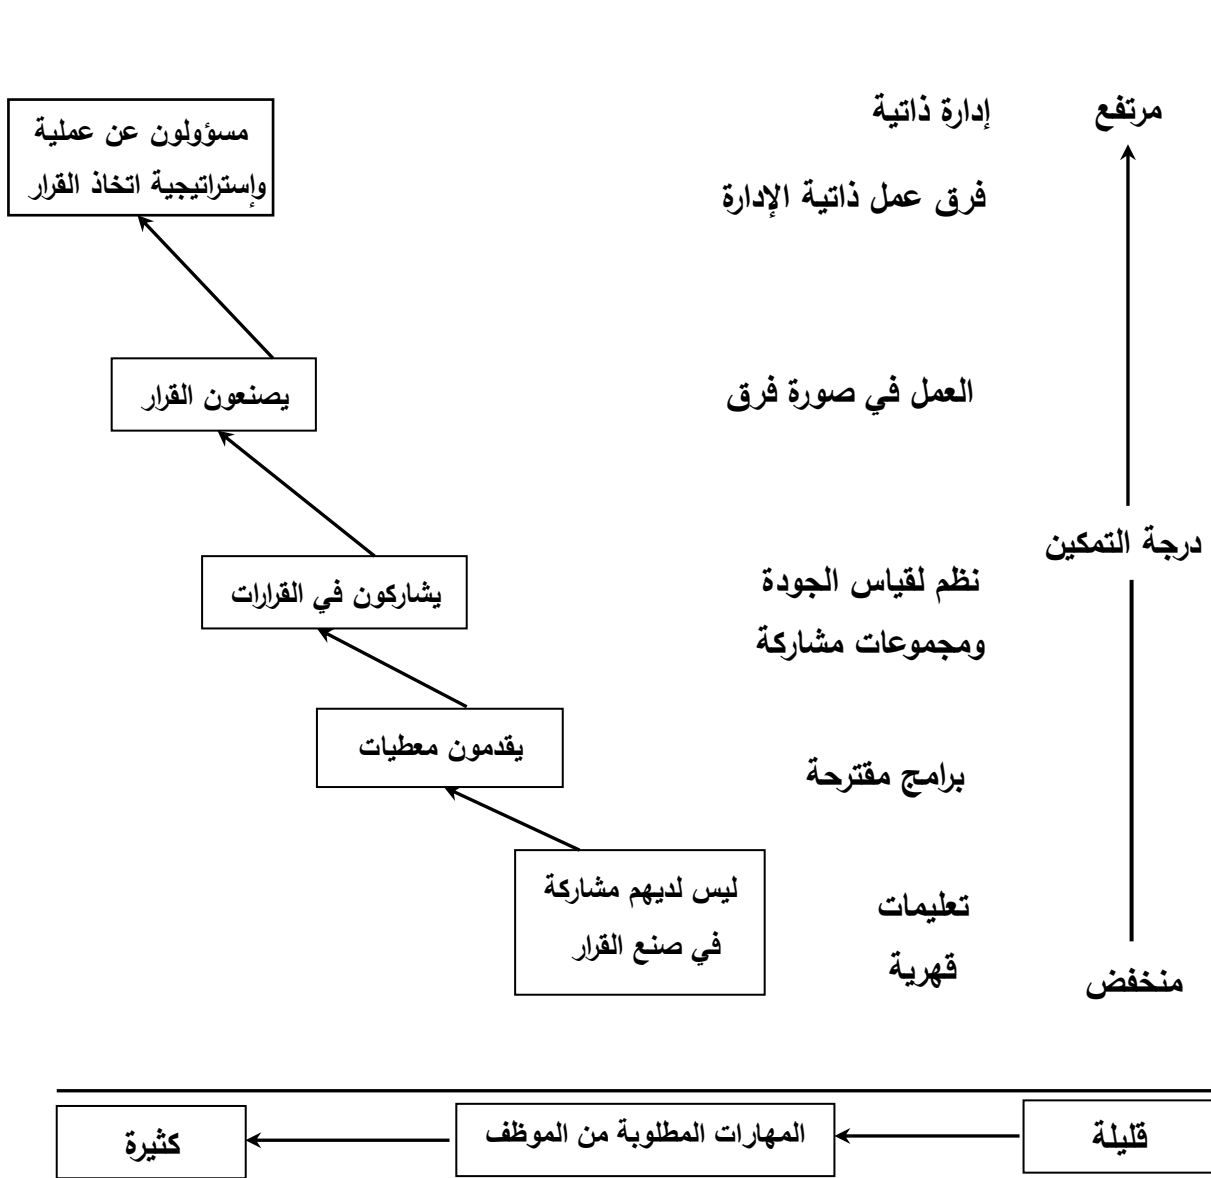 مرتفع
إدارة ذاتية
مسؤولون عن عملية
وإستراتيجية اتخاذ القرار
فرق عمل ذاتية الإدارة
العمل في صورة فرق
يصنعون القرار
درجة التمكين
نظم لقياس الجودة
ومجموعات مشاركة
يشاركون في القرارات
برامج مقترحة
يقدمون معطيات
تعليمات
قهرية
ليس لديهم مشاركة
في صنع القرار
منخفض
قليلة
المهارات المطلوبة من الموظف
كثيرة